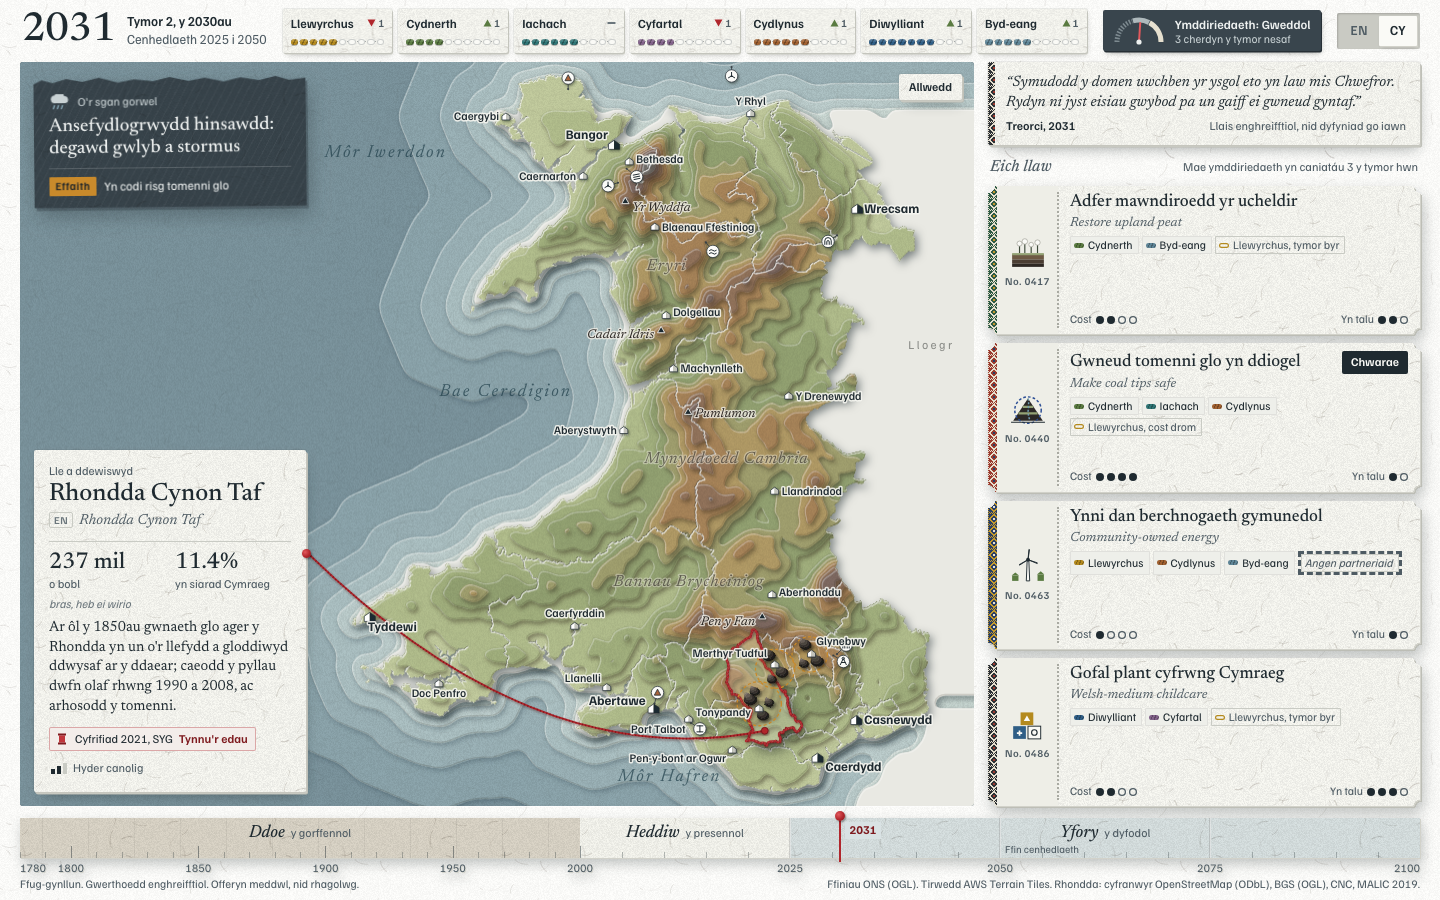 2031
Tymor 2, y 2030au
Cenhedlaeth 2025 i 2050
Llewyrchus 1
Cydnerth 1
Iachach
Cyfartal 1
Cydlynus 1
Diwylliant 1
Byd-eang 1
Ymddiriedaeth: Gweddol
3 cherdyn y tymor nesaf
EN CY
O'r sgan gorwel
Ansefydlogrwydd hinsawdd:
degawd gwlyb a stormus
Effaith Yn codi risg tomenni glo
Allwedd
Môr Iwerddon
Caergybi
Y Rhyl
Bangor
Bethesda
Caernarfon
Yr Wyddfa
Wrecsam
Blaenau Ffestiniog
Eryri
Dolgellau
Cadair Idris
Lloegr
Machynlleth
Bae Ceredigion
Y Drenewydd
Pumlumon
Aberystwyth
Mynyddoedd Cambria
Llandrindod
Bannau Brycheiniog
Aberhonddu
Caerfyrddin
Pen y Fan
Tyddewi
Glynebwy
Merthyr Tudful
Llanelli
Doc Penfro
Abertawe
Tonypandy
Casnewydd
Port Talbot
Pen-y-bont ar Ogwr
Caerdydd
Môr Hafren
Lle a ddewiswyd
Rhondda Cynon Taf
EN Rhondda Cynon Taf
237 mil 11.4%
o bobl yn siarad Cymraeg
bras, heb ei wirio
Ar ôl y 1850au gwnaeth glo ager y
Rhondda yn un o'r llefydd a gloddiwyd
ddwysaf ar y ddaear; caeodd y pyllau
dwfn olaf rhwng 1990 a 2008, ac
arhosodd y tomenni.
Cyfrifiad 2021, SYG Tynnu'r edau
Hyder canolig
“Symudodd y domen uwchben yr ysgol eto yn law mis Chwefror.
Rydyn ni jyst eisiau gwybod pa un gaiff ei gwneud gyntaf.”
Treorci, 2031 Llais enghreifftiol, nid dyfyniad go iawn
Eich llaw Mae ymddiriedaeth yn caniatáu 3 y tymor hwn
Adfer mawndiroedd yr ucheldir
Restore upland peat
Cydnerth Byd-eang Llewyrchus, tymor byr
No. 0417
Cost Yn talu
Gwneud tomenni glo yn ddiogel Chwarae
Make coal tips safe
Cydnerth Iachach Cydlynus
Llewyrchus, cost drom
No. 0440
Cost Yn talu
Ynni dan berchnogaeth gymunedol
Community-owned energy
Llewyrchus Cydlynus Byd-eang Angen partneriaid
No. 0463
Cost Yn talu
Gofal plant cyfrwng Cymraeg
Welsh-medium childcare
Diwylliant Cyfartal Llewyrchus, tymor byr
No. 0486
Cost Yn talu
Ddoe y gorffennol Heddiw y presennol 2031 Yfory y dyfodol
Ffin cenhedlaeth
1780 1800 1850 1900 1950 2000 2025 2050 2075 2100
Ffug-gynllun. Gwerthoedd enghreifftiol. Offeryn meddwl, nid rhagolwg.
Ffiniau ONS (OGL). Tirwedd AWS Terrain Tiles. Rhondda: cyfranwyr OpenStreetMap (ODbL), BGS (OGL), CNC, MALIC 2019.